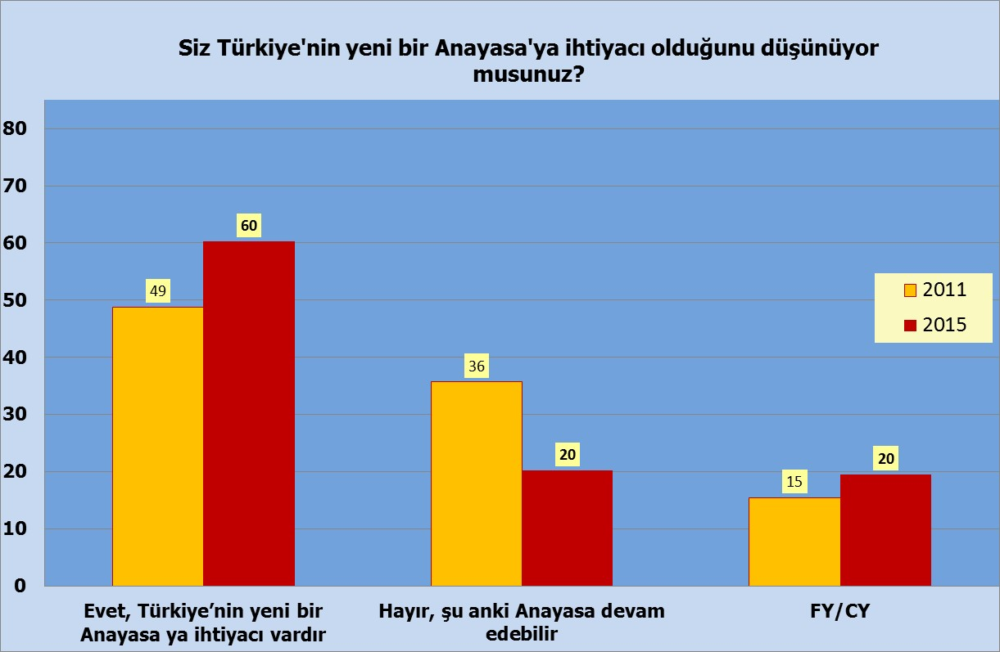 Siz Türkiye'nin yeni bir Anayasa'ya ihtiyacı olduğunu düşünüyor
musunuz?
80
70
60
50
40
30
20
10
0
49
60
36
20
15
20
2011
2015
Evet, Türkiye’nin yeni bir
Anayasa ya ihtiyacı vardır
Hayır, şu anki Anayasa devam
edebilir
FY/CY